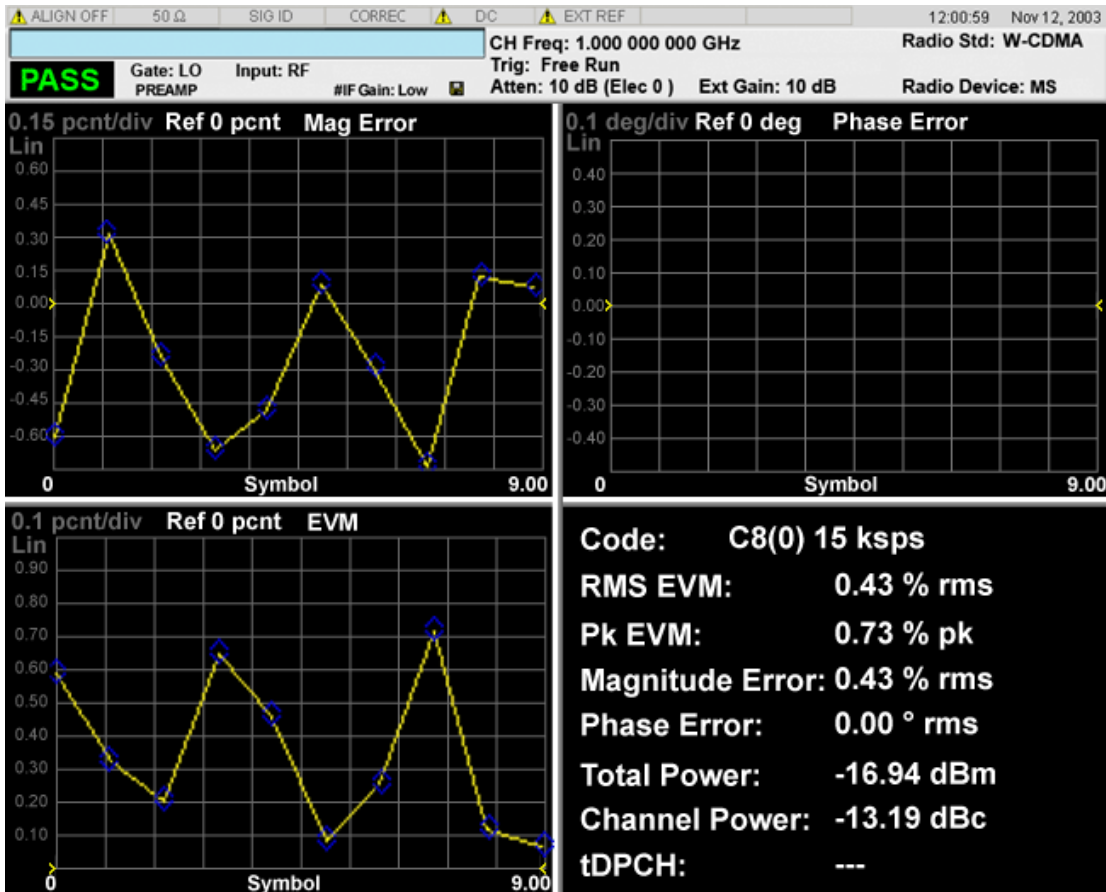 ALIGN OFF 50 Ω SIG ID CORREC DC EXT REF 12:00:59 Nov 12, 2003
CH Freq: 1.000 000 000 GHz Radio Std: W-CDMA
PASS Gate: LO Input: RF Trig: Free Run
PREAMP #IF Gain: Low Atten: 10 dB (Elec 0 ) Ext Gain: 10 dB Radio Device: MS
0.15 pcnt/div Ref 0 pcnt Mag Error
Lin
0.60
0.45
0.30
0.15
0.00
-0.15
-0.30
-0.45
-0.60
0 Symbol 9.00
0.1 deg/div Ref 0 deg Phase Error
Lin
0.40
0.30
0.20
0.10
0.00
-0.10
-0.20
-0.30
-0.40
0 Symbol 9.00
0.1 pcnt/div Ref 0 pcnt EVM
Lin
0.90
0.80
0.70
0.60
0.50
0.40
0.30
0.20
0.10
0 Symbol 9.00
Code: C8(0) 15 ksps
RMS EVM: 0.43 % rms
Pk EVM: 0.73 % pk
Magnitude Error: 0.43 % rms
Phase Error: 0.00 ° rms
Total Power: -16.94 dBm
Channel Power: -13.19 dBc
tDPCH: ---